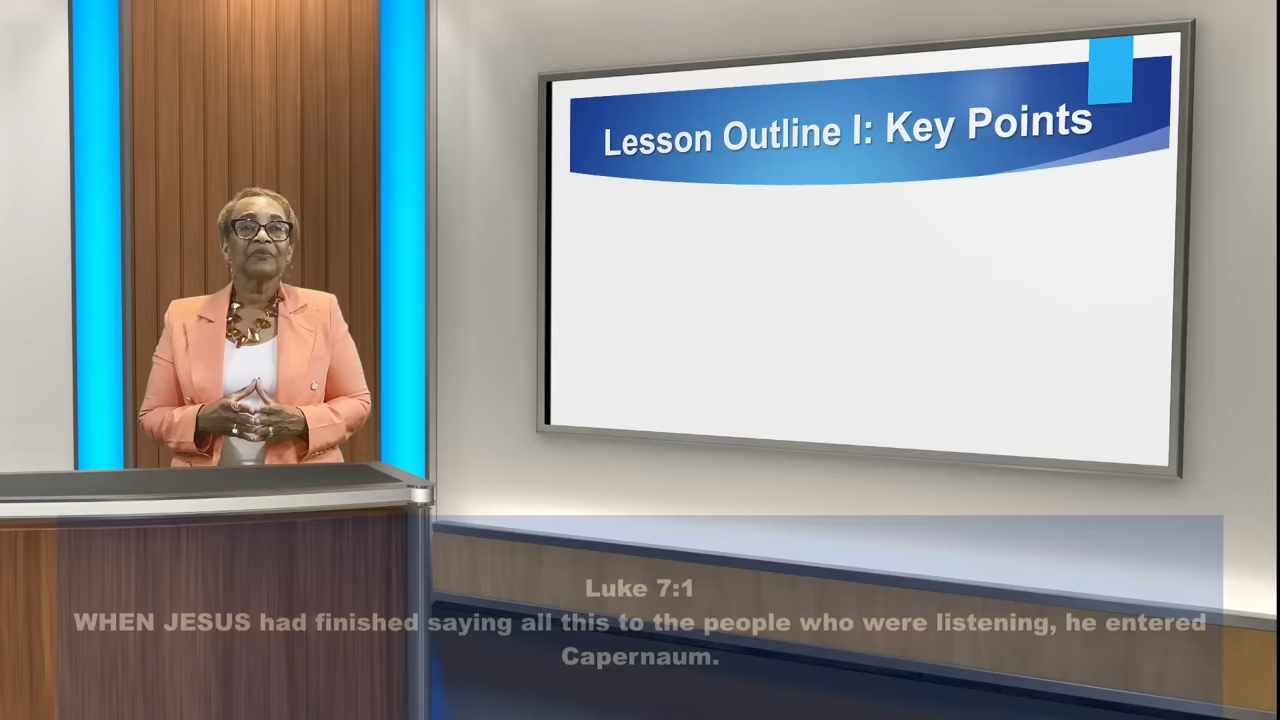 Lesson Outline I: Key Points
Luke 7:1
WHEN JESUS had finished saying all this to the people who were listening, he entered
Capernaum.